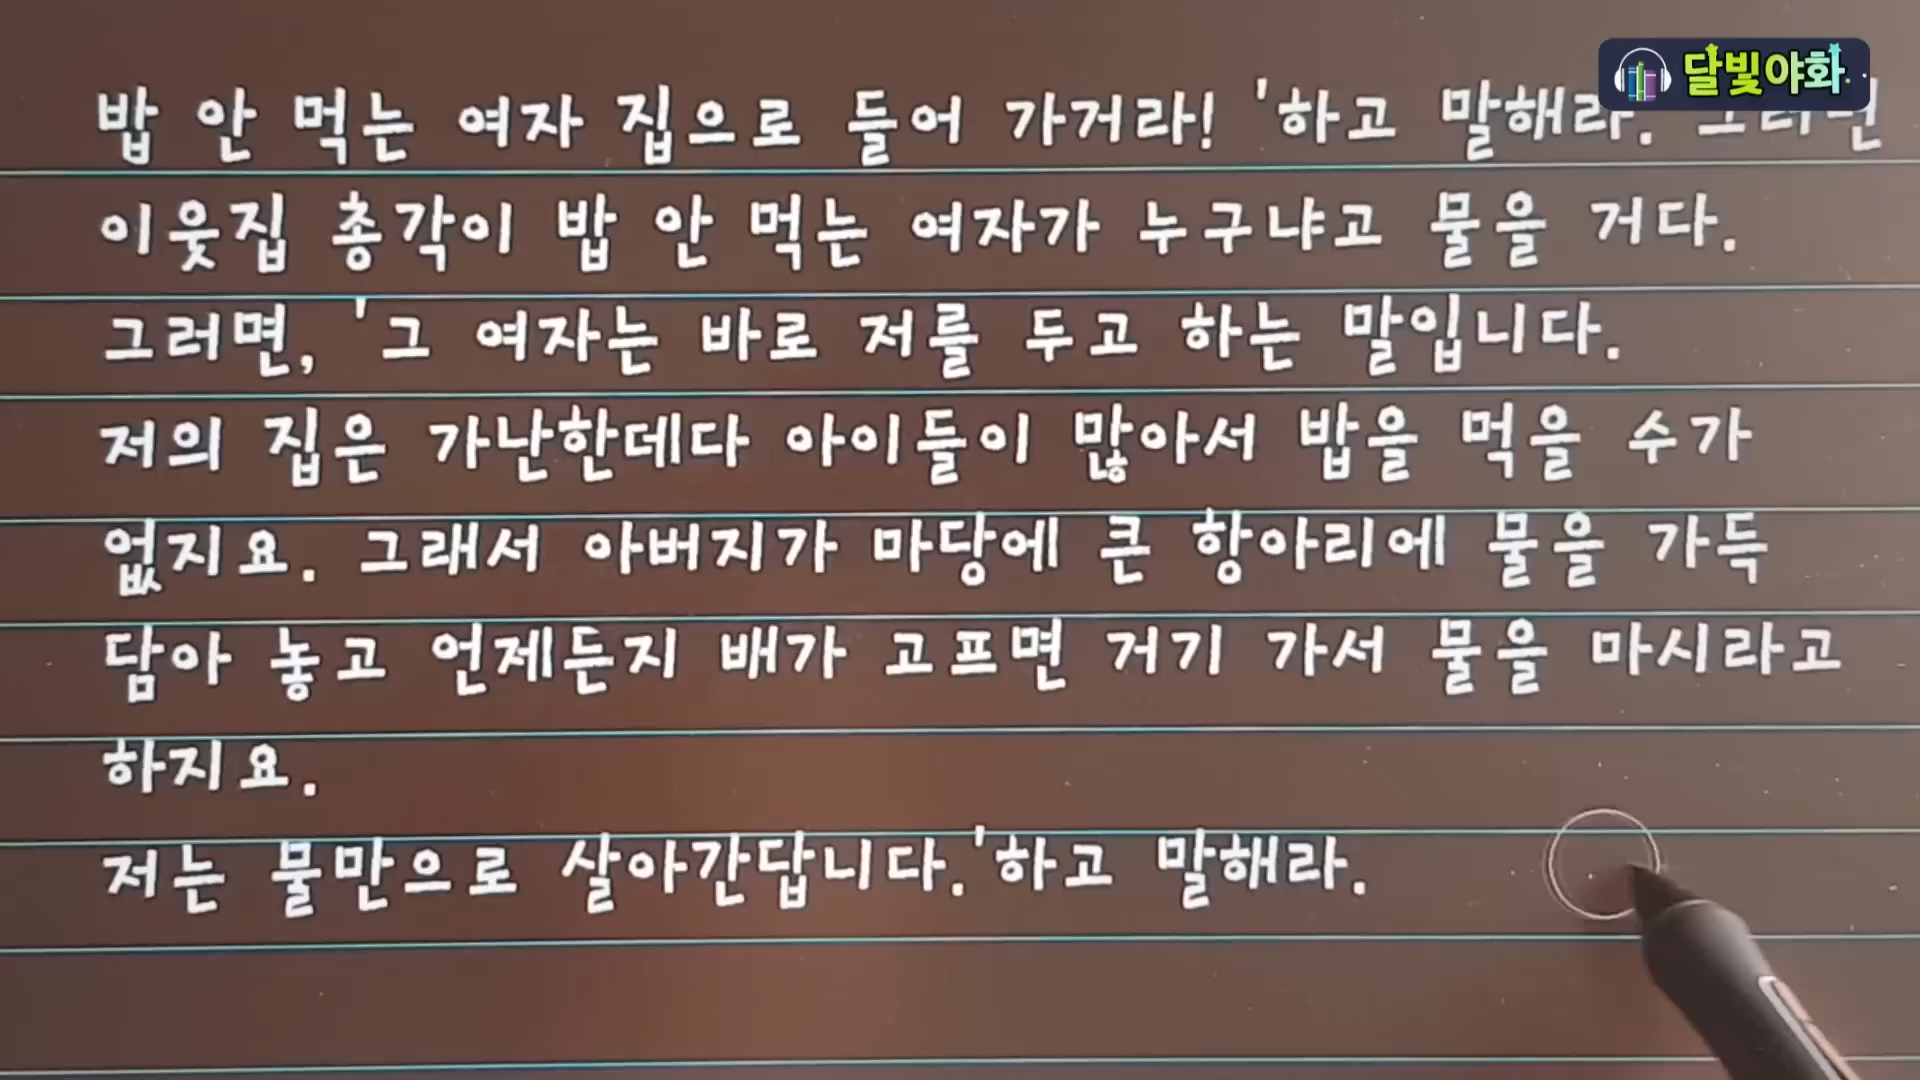 달빛야화
밥 안 먹는 여자 집으로 들어 가거라! '하고 말해라. 그러면
이웃집 총각이 밥 안 먹는 여자가 누구냐고 물을 거다.
그러면, '그 여자는 바로 저를 두고 하는 말입니다.
저의 집은 가난한데다 아이들이 많아서 밥을 먹을 수가
없지요. 그래서 아버지가 마당에 큰 항아리에 물을 가득
담아 놓고 언제든지 배가 고프면 거기 가서 물을 마시라고
하지요.
저는 물만으로 살아간답니다.'하고 말해라.